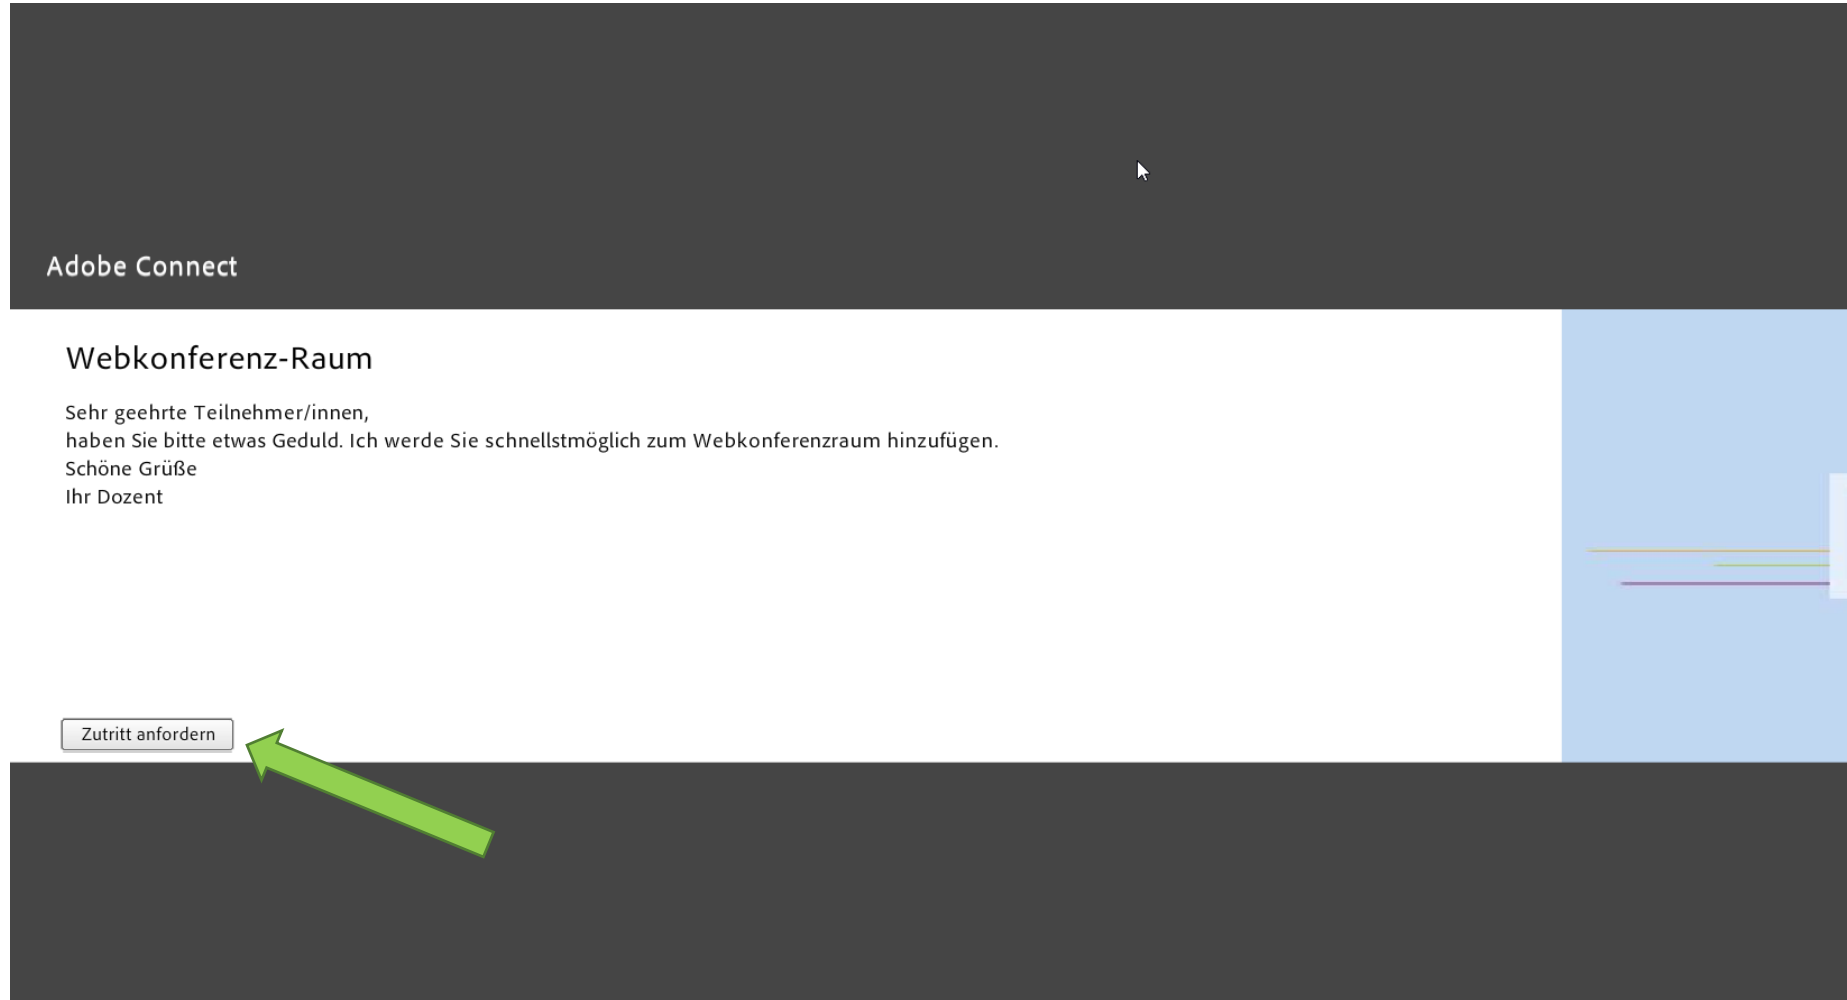 Adobe Connect
Webkonferenz-Raum
Sehr geehrte Teilnehmer/innen,
haben Sie bitte etwas Geduld. Ich werde Sie schnellstmöglich zum Webkonferenzraum hinzufügen.
Schöne Grüße
Ihr Dozent
Zutritt anfordern